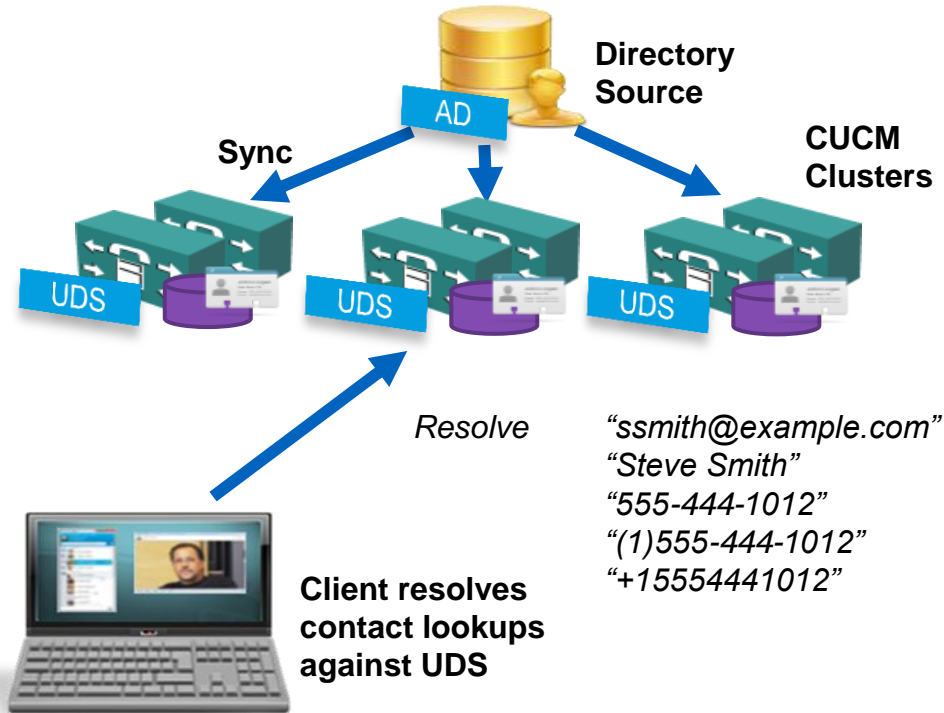 Directory
Source
AD
Sync
CUCM
Clusters
UDS
UDS
UDS
Resolve
“ssmith@example.com”
“Steve Smith”
“555-444-1012”
“(1)555-444-1012”
“+15554441012”
Client resolves
contact lookups
against UDS